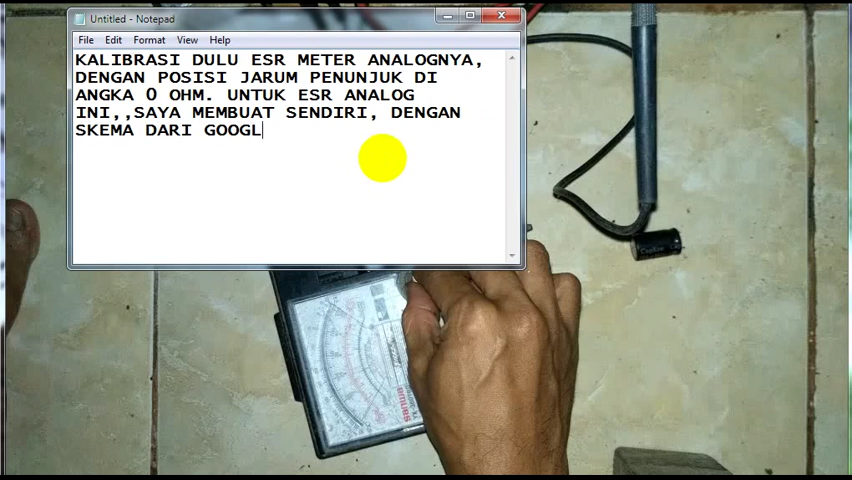 Untitled - Notepad
File Edit Format View Help
KALIBRASI DULU ESR METER ANALOGNYA,
DENGAN POSISI JARUM PENUNJUK DI
ANGKA 0 OHM. UNTUK ESR ANALOG
INI,,SAYA MEMBUAT SENDIRI, DENGAN
SKEMA DARI GOOGL
sanwa